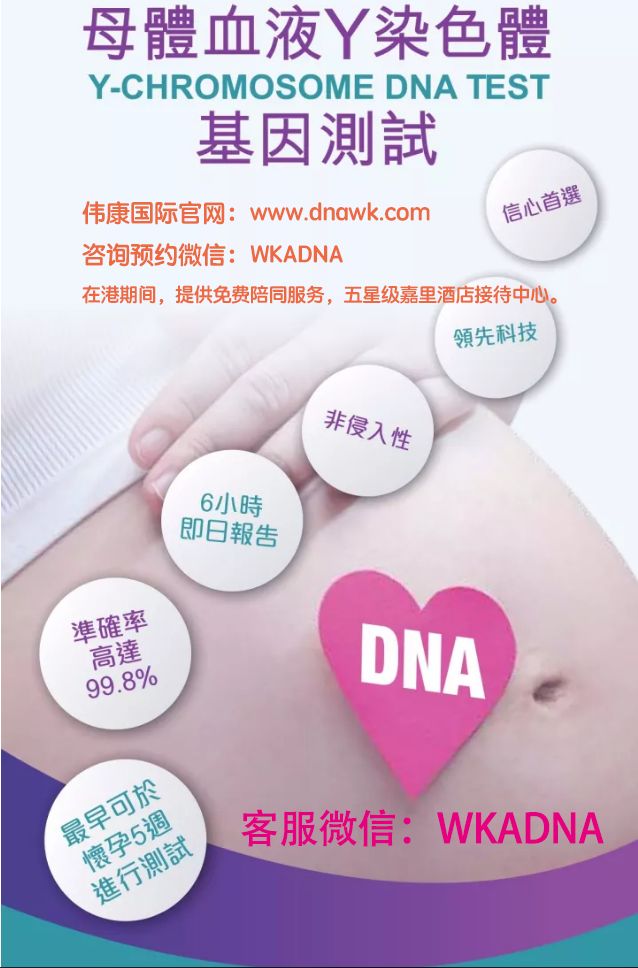 母體血液Y染色體
Y-CHROMOSOME DNA TEST
基因測試
信心首選
伟康国际官网：www.dnawk.com
咨询预约微信：WKADNA
在港期间，提供免费陪同服务，五星级嘉里酒店接待中心。
領先科技
非侵入性
6小時
即日報告
準確率
高達
99.8%
DNA
最早可於
懷孕5週
進行測試
客服微信：WKADNA